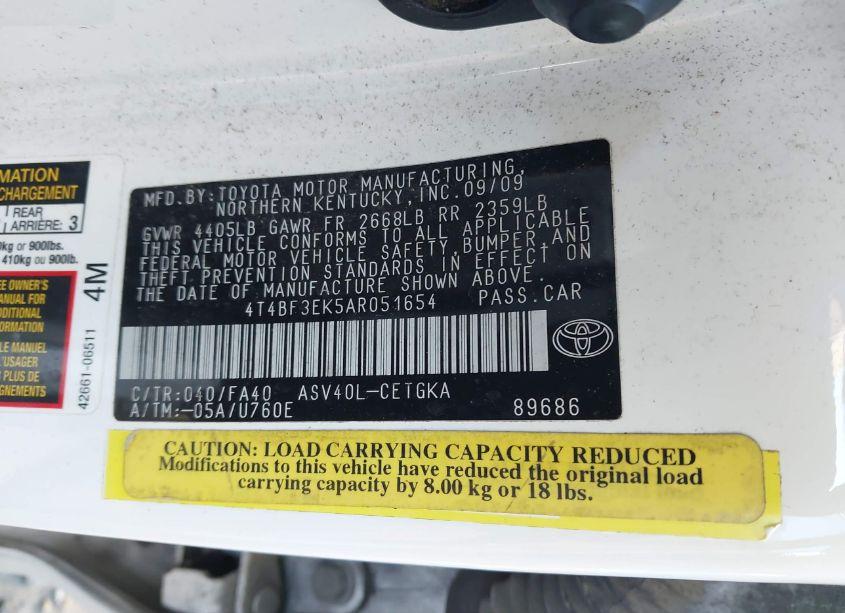 MATION
CHARGEMENT
REAR
ARRIÈRE: 3
kg or 900lbs.
410kg ou 900lb.
4M
EE OWNER'S
MANUAL FOR
ADDITIONAL
FORMATION
LE MANUEL
L'USAGER
PLUS DE
GNEMENTS
42661-06511
MFD.BY:TOYOTA MOTOR MANUFACTURING,
NORTHERN KENTUCKY,INC.09/09
GVWR 4405LB GAWR FR 2668LB RR 2359LB
THIS VEHICLE CONFORMS TO ALL APPLICABLE
FEDERAL MOTOR VEHICLE SAFETY,BUMPER,AND
THEFT PREVENTION STANDARDS IN EFFECT ON
THE DATE OF MANUFACTURE SHOWN ABOVE.
4T4BF3EK5AR051654 PASS.CAR
C/TR:040/FA40 ASV40L-CETGKA
A/TM:-05A/U760E 89686
CAUTION: LOAD CARRYING CAPACITY REDUCED
Modifications to this vehicle have reduced the original load
carrying capacity by 8.00 kg or 18 lbs.